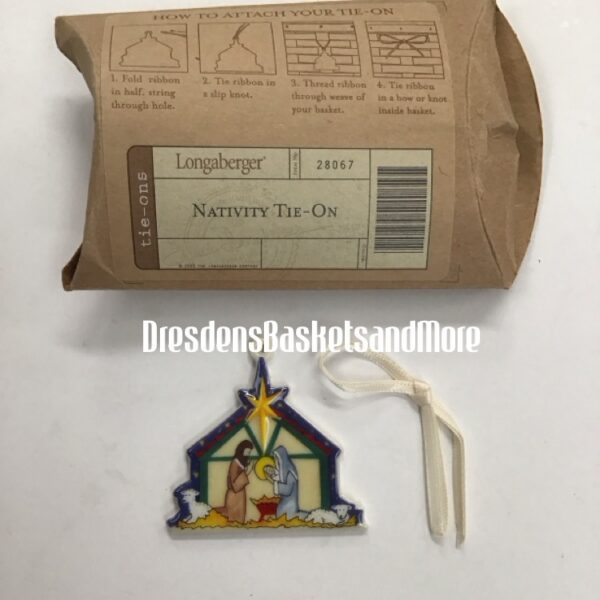 HOW TO ATTACH YOUR TIE-ON
1. Fold ribbon
in half, string
through hole.
2. Tie ribbon in
a slip knot.
3. Thread ribbon
through weave of
your basket.
4. Tie ribbon
in a bow or knot
inside basket.
tie-ons
Longaberger®
Item No.
28067
NATIVITY TIE-ON
DresdensBasketsandMore